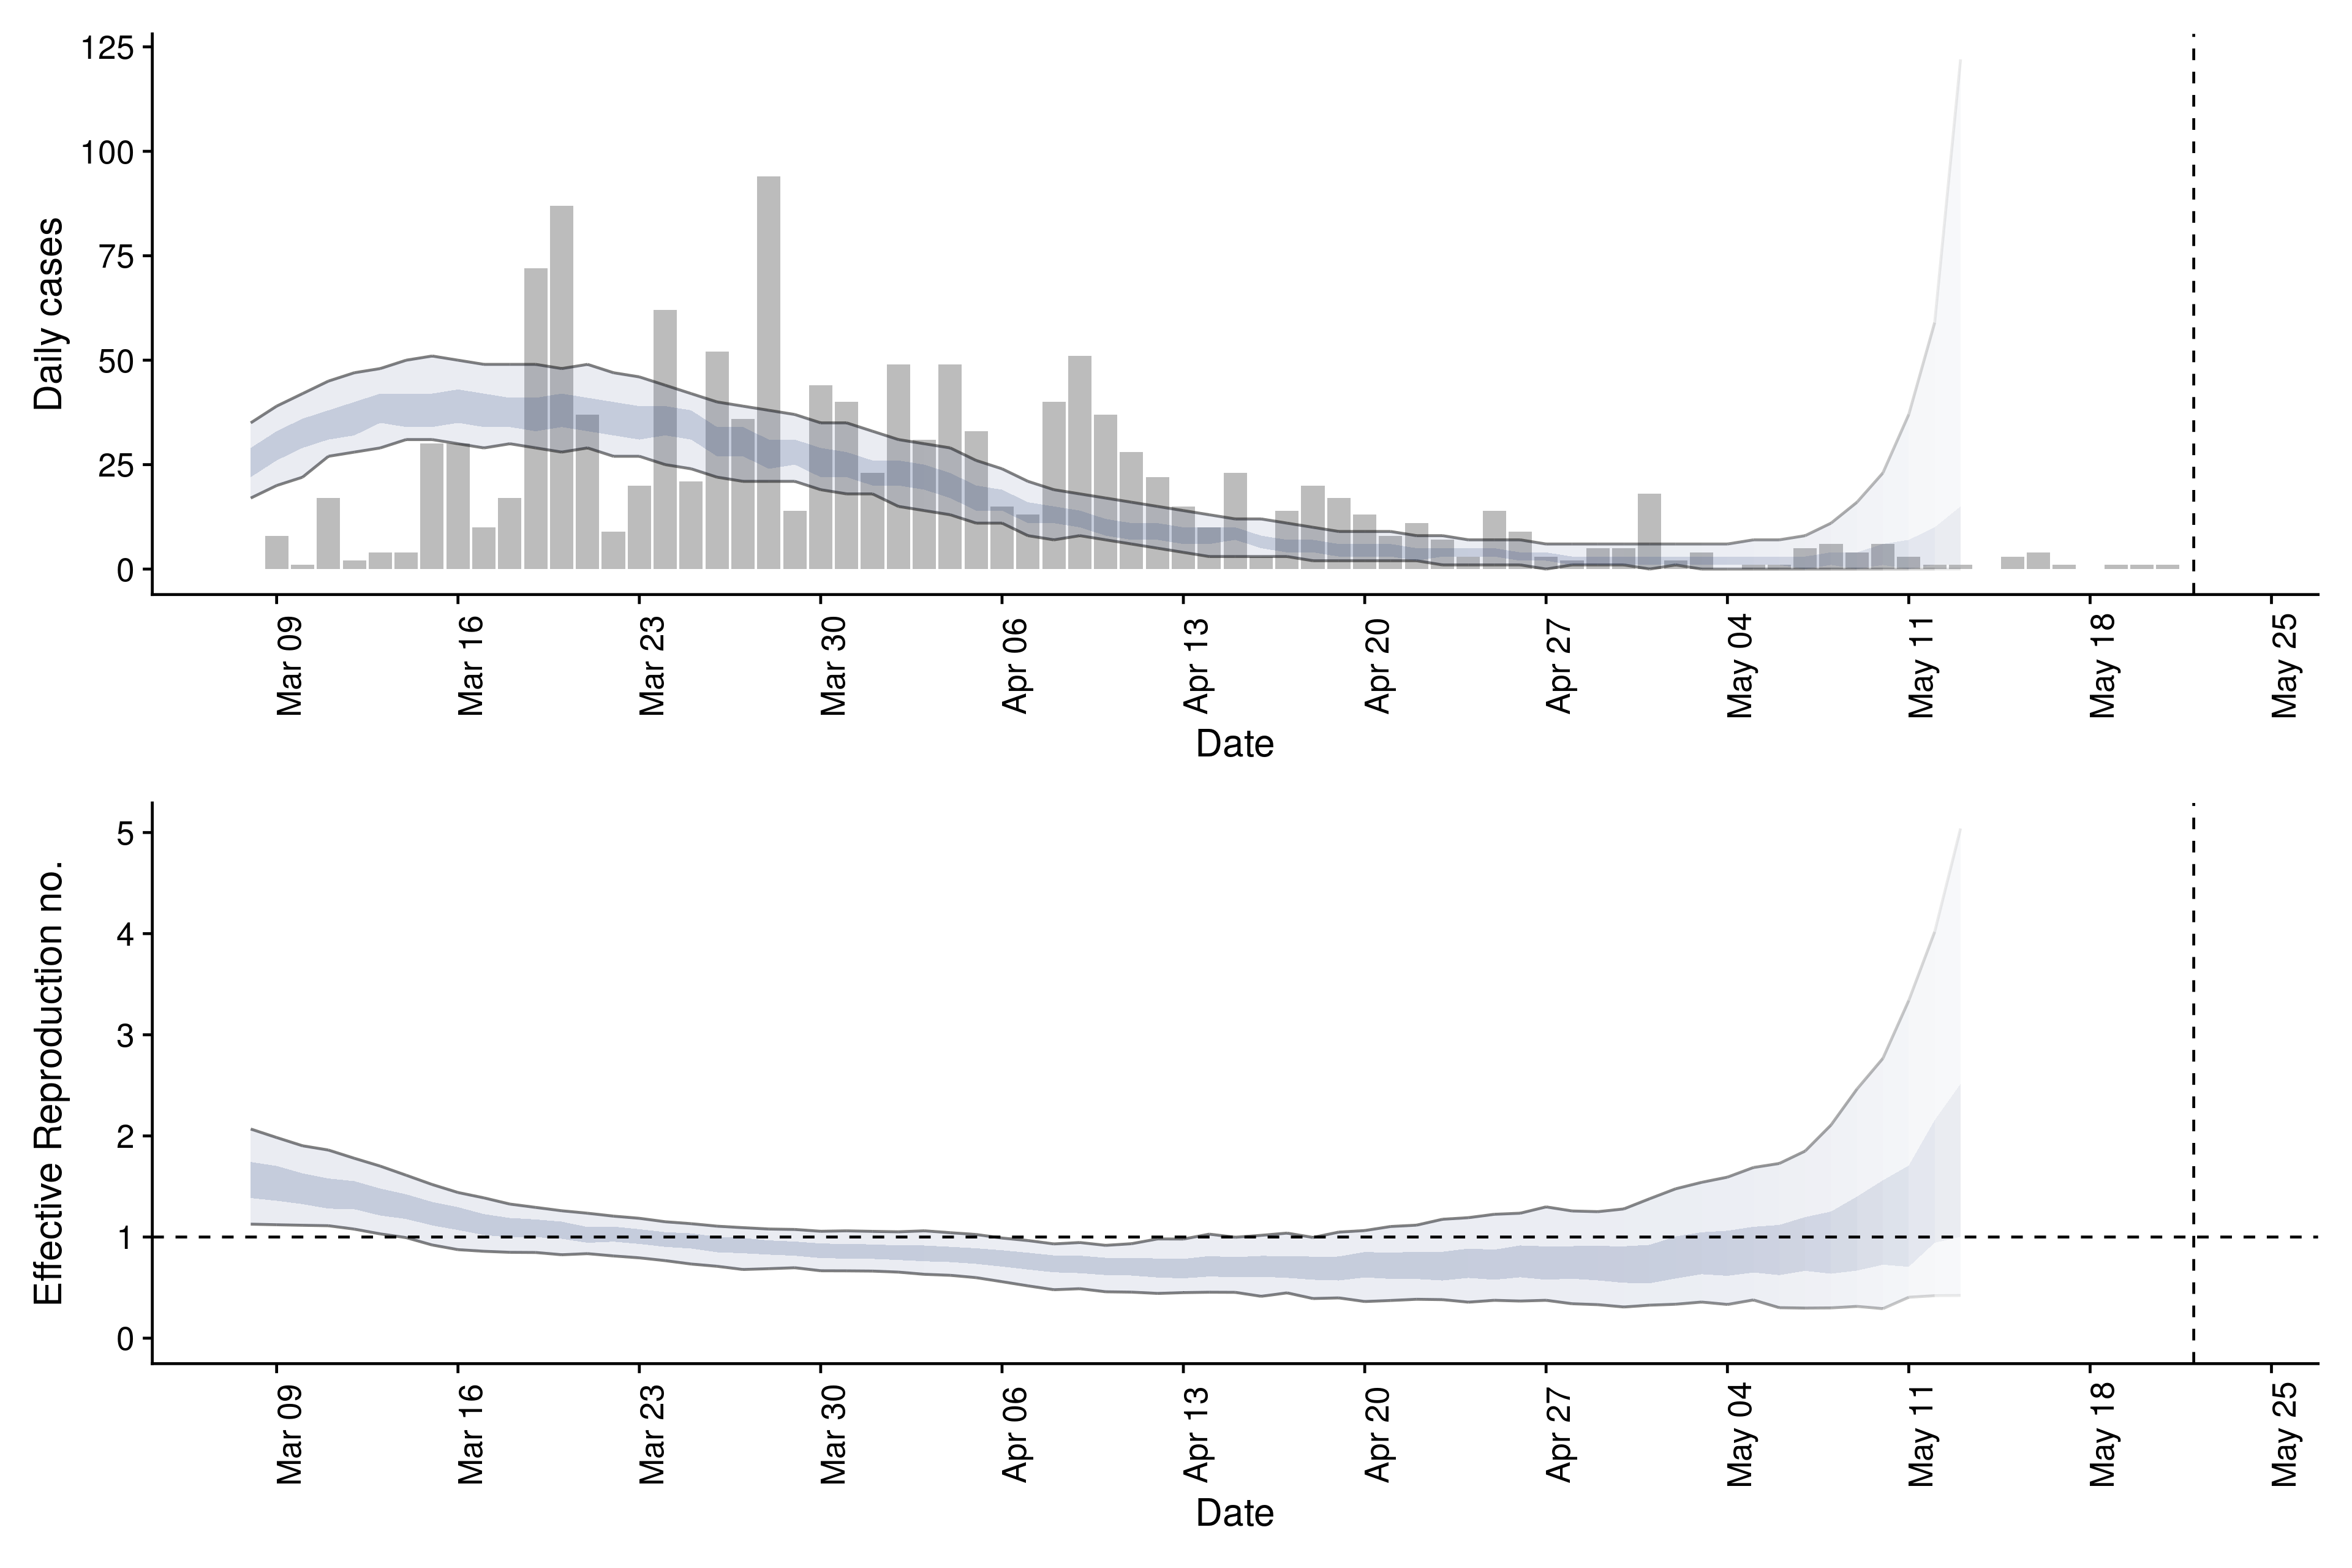 125
100
75
50
25
0
Daily cases
Mar 09
Mar 16
Mar 23
Mar 30
Apr 06
Apr 13
Apr 20
Apr 27
May 04
May 11
May 18
May 25
Date
5
4
3
2
1
0
Effective Reproduction no.
Mar 09
Mar 16
Mar 23
Mar 30
Apr 06
Apr 13
Apr 20
Apr 27
May 04
May 11
May 18
May 25
Date